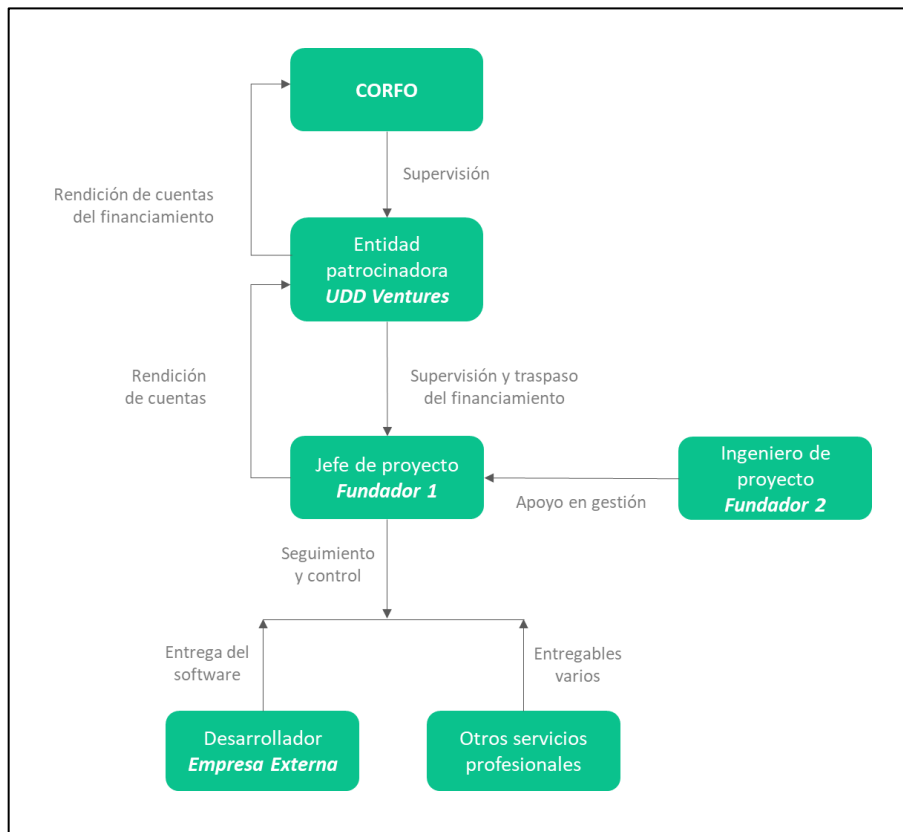 CORFO
Rendición de cuentas
del financiamiento
Supervisión
Entidad
patrocinadora
UDD Ventures
Rendición
de cuentas
Supervisión y traspaso
del financiamiento
Jefe de proyecto
Fundador 1
Apoyo en gestión
Ingeniero de
proyecto
Fundador 2
Seguimiento
y control
Entrega del
software
Entregables
varios
Desarrollador
Empresa Externa
Otros servicios
profesionales